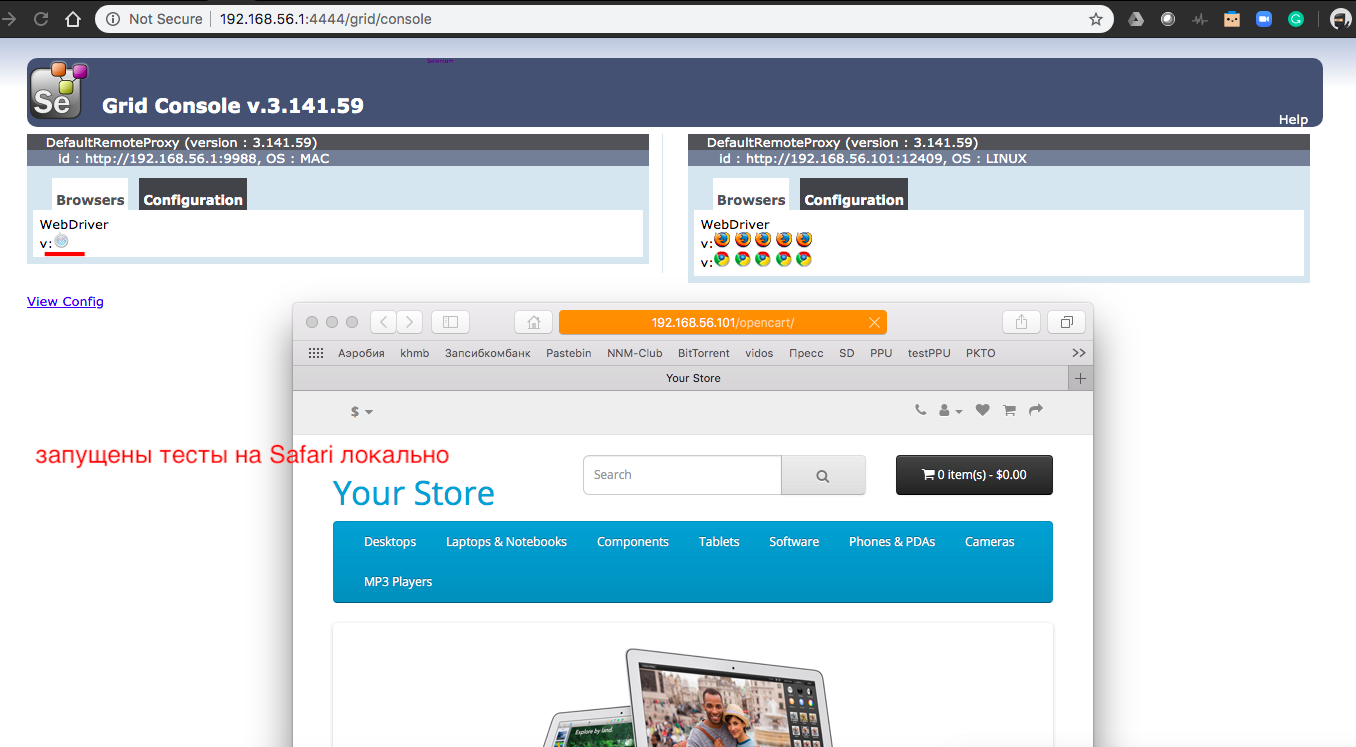 Not Secure | 192.168.56.1:4444/grid/console
Selenium
Se
Grid Console v.3.141.59
Help
DefaultRemoteProxy (version : 3.141.59)
id : http://192.168.56.1:9988, OS : MAC
Browsers
Configuration
WebDriver
v:
DefaultRemoteProxy (version : 3.141.59)
id : http://192.168.56.101:12409, OS : LINUX
Browsers
Configuration
WebDriver
v:
v:
View Config
192.168.56.101/opencart/
Аэробия khmb Запсибкомбанк Pastebin NNM-Club BitTorrent vidos Пресс SD PPU testPPU РКТО
Your Store
$
запущены тесты на Safari локально
Your Store
Search
0 item(s) - $0.00
Desktops Laptops & Notebooks Components Tablets Software Phones & PDAs Cameras
MP3 Players
Explore by land.